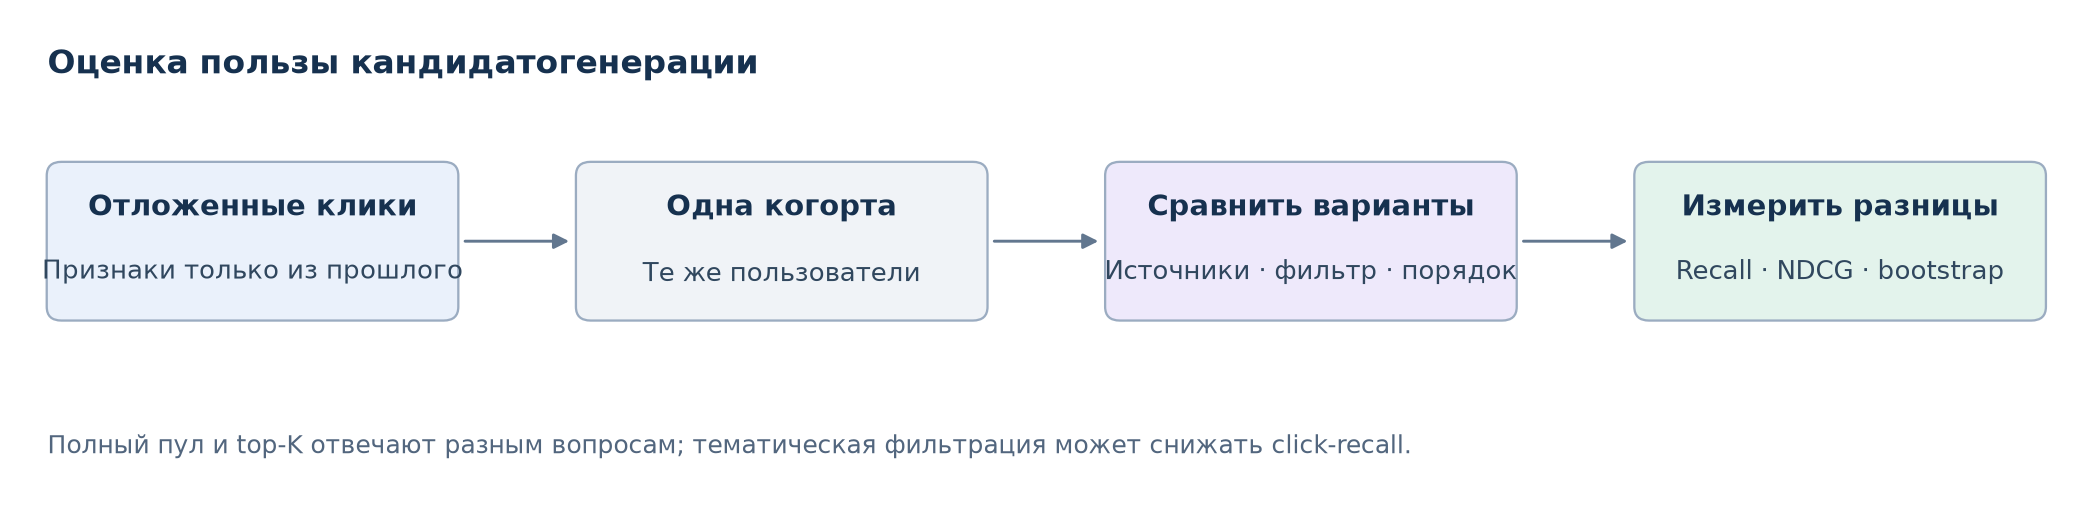 Оценка пользы кандидатогенерации
Отложенные клики
Признаки только из прошлого
Одна когорта
Те же пользователи
Сравнить варианты
Источники · фильтр · порядок
Измерить разницы
Recall · NDCG · bootstrap
Полный пул и top-K отвечают разным вопросам; тематическая фильтрация может снижать click-recall.